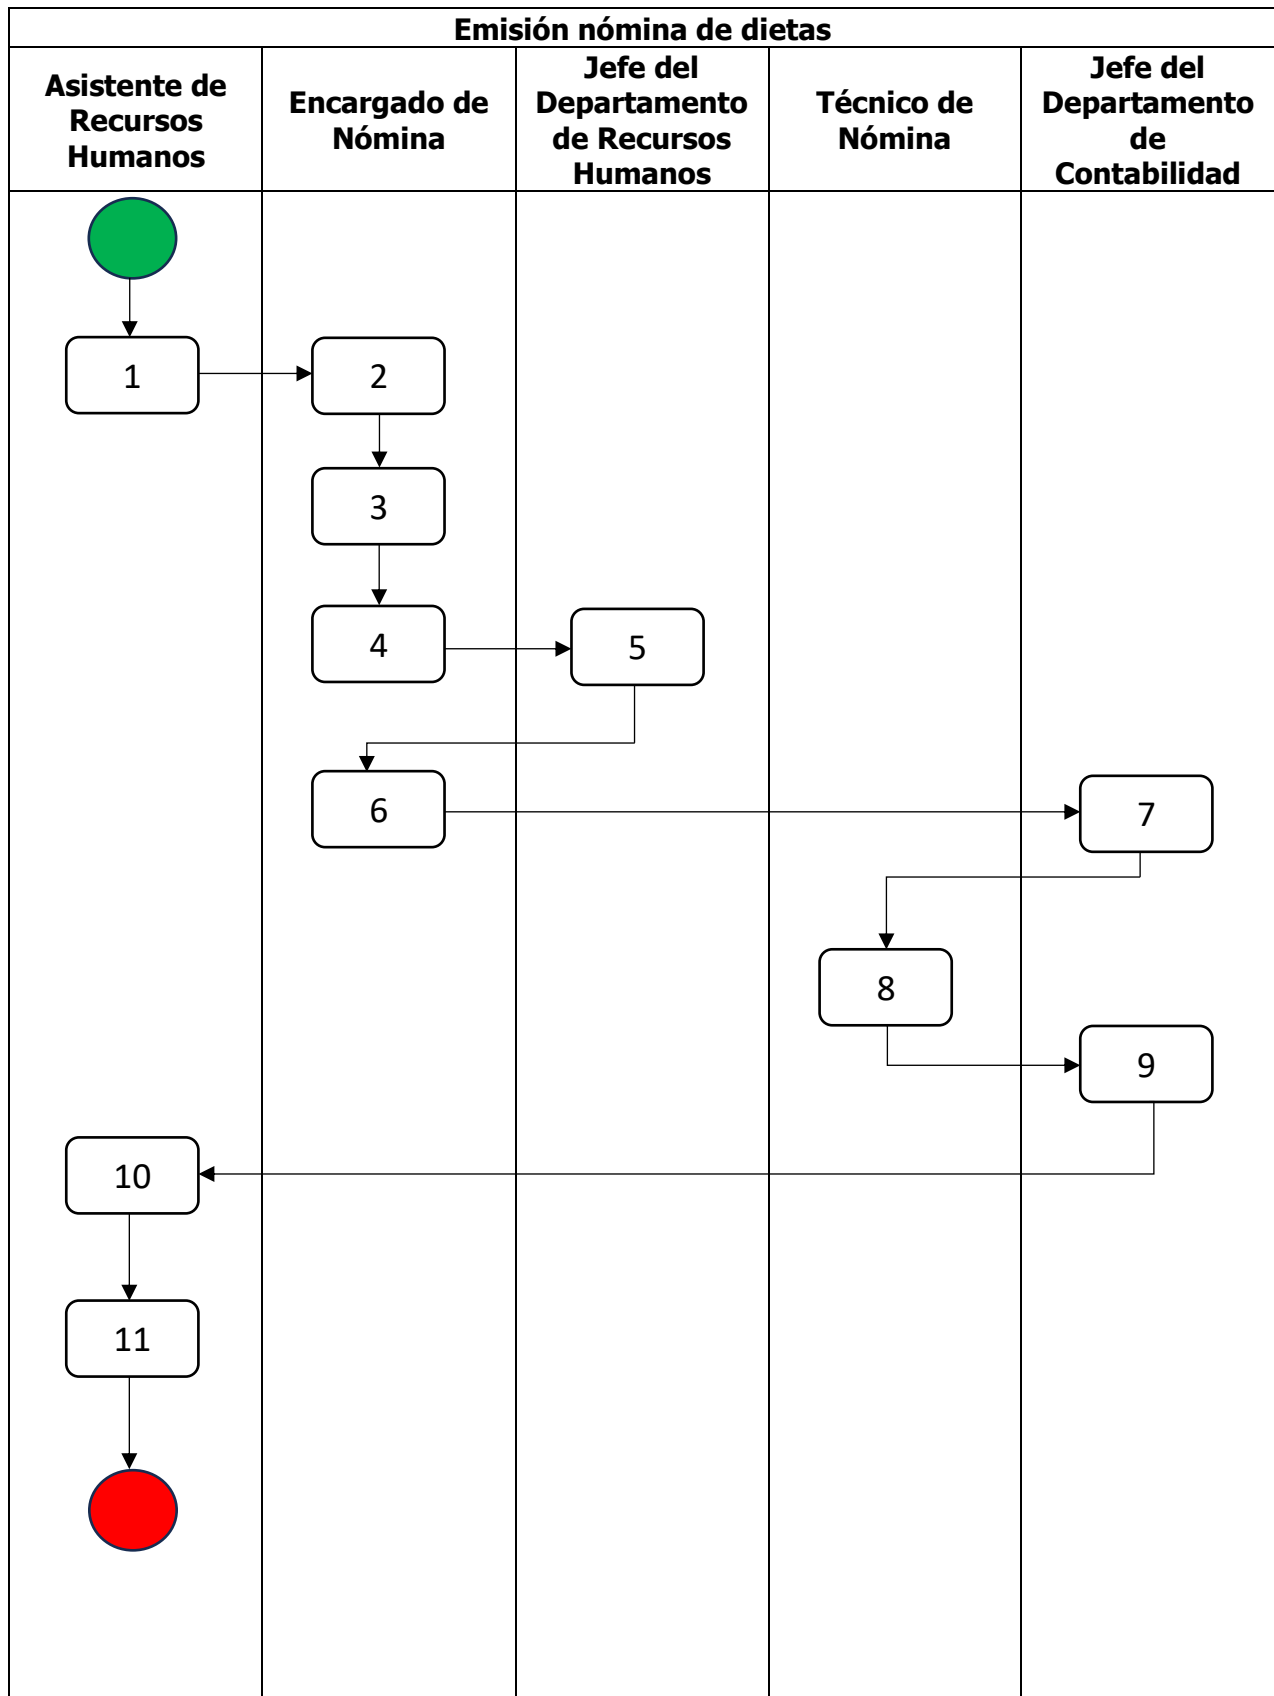 Emisión nómina de dietas
Asistente de
Recursos
Humanos
Encargado de
Nómina
Jefe del
Departamento
de Recursos
Humanos
Técnico de
Nómina
Jefe del
Departamento
de
Contabilidad
1
2
3
4
5
6
7
8
9
10
11